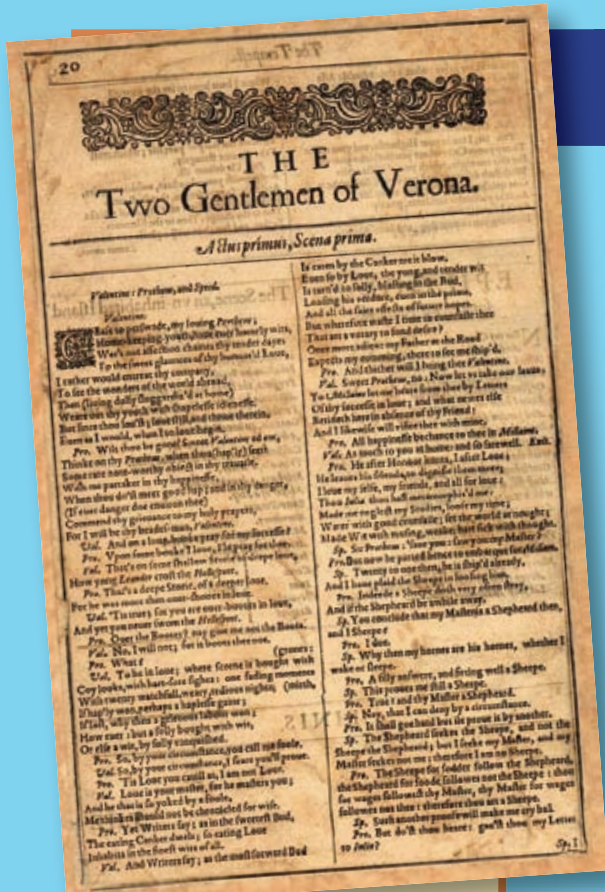 20
The Tempest.
THE
Two Gentlemen of Verona.
Actus primus, Scena prima.
Valentine: Protheus, and Speed.
Valentine.
Cease to perswade, my louing Protheus;
Home-keeping youth, haue euer homely wits,
Wer't not affection chaines thy tender dayes
To the sweet glaunces of thy honour'd Loue,
I rather would entreat thy company,
To see the wonders of the world abroad,
Then (liuing dully sluggardiz'd at home)
Weare out thy youth with shapelesse idlenesse.
But since thou lou'st; loue still, and thriue therein,
Euen as I would, when I to loue begin.
Pro. Wilt thou be gone? Sweet Valentine adew,
Thinke on thy Protheus, when thou (hap'ly) seest
Some rare note-worthy obiect in thy trauaile.
Wish me partaker in thy happinesse,
When thou do'st meet good hap; and in thy danger,
(If euer danger doe enuiron thee)
Commend thy grieuance to my holy prayers,
For I will be thy beades-man, Valentine.
Val. And on a loue-booke pray for my successe?
Pro. Vpon some booke I loue, I'le pray for thee.
Val. That's on some shallow Storie of deepe loue,
How yong Leander crost the Hellespont.
Pro. That's a deepe Storie, of a deeper loue,
For he was more then ouer-shooes in loue.
Val. 'Tis true; for you are ouer-bootes in loue,
And yet you neuer swom the Hellespont.
Pro. Ouer the Bootes? nay giue me not the Boots.
Val. No, I will not; for it boots thee not.
Pro. What?
(grones:
Val. To be in loue; where scorne is bought with
Coy looks, with hart-sore sighes: one fading moments
(mirth,
With twenty watchfull, weary, tedious nights;
If hap'ly won, perhaps a haplesse gaine;
If lost, why then a grieuous labour won;
How euer: but a folly bought with wit,
Or else a wit, by folly vanquished.
Pro. So, by your circumstance, you call me foole.
Val. So, by your circumstance, I feare you'll proue.
Pro. 'Tis Loue you cauill at, I am not Loue.
Val. Loue is your master, for he masters you;
And he that is so yoked by a foole,
Me thinkes should not be chronicled for wise.
Pro. Yet Writers say; as in the sweetest Bud,
The eating Canker dwels; so eating Loue
Inhabits in the finest wits of all.
Val. And Writers say; as the most forward Bud
Is eaten by the Canker ere it blow,
Euen so by Loue, the yong, and tender wit
Is turn'd to folly, blasting in the Bud,
Loosing his verdure, euen in the prime,
And all the faire effects of future hopes.
But wherefore waste I time to counsaile thee
That art a votary to fond desire?
Once more adieu: my Father at the Road
Expects my comming, there to see me ship'd.
Pro. And thither will I bring thee Valentine.
Val. Sweet Protheus, no: Now let vs take our leaue:
To Millaine let me heare from thee by Letters
Of thy successe in loue; and what newes else
Betideth here in absence of thy Friend:
And I likewise will visite thee with mine.
Pro. All happinesse bechance to thee in Millaine.
Val. As much to you at home: and so farewell. Exit.
Pro. He after Honour hunts, I after Loue;
He leaues his friends, to dignifie them more;
I loue my selfe, my friends, and all for loue:
Thou Iulia thou hast metamorphis'd me:
Made me neglect my Studies, loose my time;
Warre with good counsaile; set the world at nought;
Made Wit with musing, weake; hart sick with thought.
Sp. Sir Protheus: 'saue you: saw you my Master?
Pro. But now he parted hence to embarque for Millain.
Sp. Twenty to one then, he is ship'd already,
And I haue plaid the Sheepe in loosing him.
Pro. Indeede a Sheepe doth very often stray,
And if the Shepheard be awhile away.
Sp. You conclude that my Master is a Shepheard then,
and I Sheepe?
Pro. I doe.
Sp. Why then my hornes are his hornes, whether I
wake or sleepe.
Pro. A silly answere, and fitting well a Sheepe.
Sp. This proues me still a Sheepe.
Pro. True: and thy Master a Shepheard.
Sp. Nay, that I can deny by a circumstance.
Pro. It shall goe hard but ile proue it by another.
Sp. The Shepheard seekes the Sheepe, and not the
Sheepe the Shepheard; but I seeke my Master, and my
Master seekes not me: therefore I am no Sheepe.
Pro. The Sheepe for fodder follow the Shepheard,
the Shepheard for foode followes not the Sheepe: thou
for wages followest thy Master, thy Master for wages
followes not thee: therefore thou art a Sheepe.
Sp. Such another proofe will make me cry baâ.
Pro. But do'st thou heare: gau'st thou my Letter
to Iulia?
Sp. I